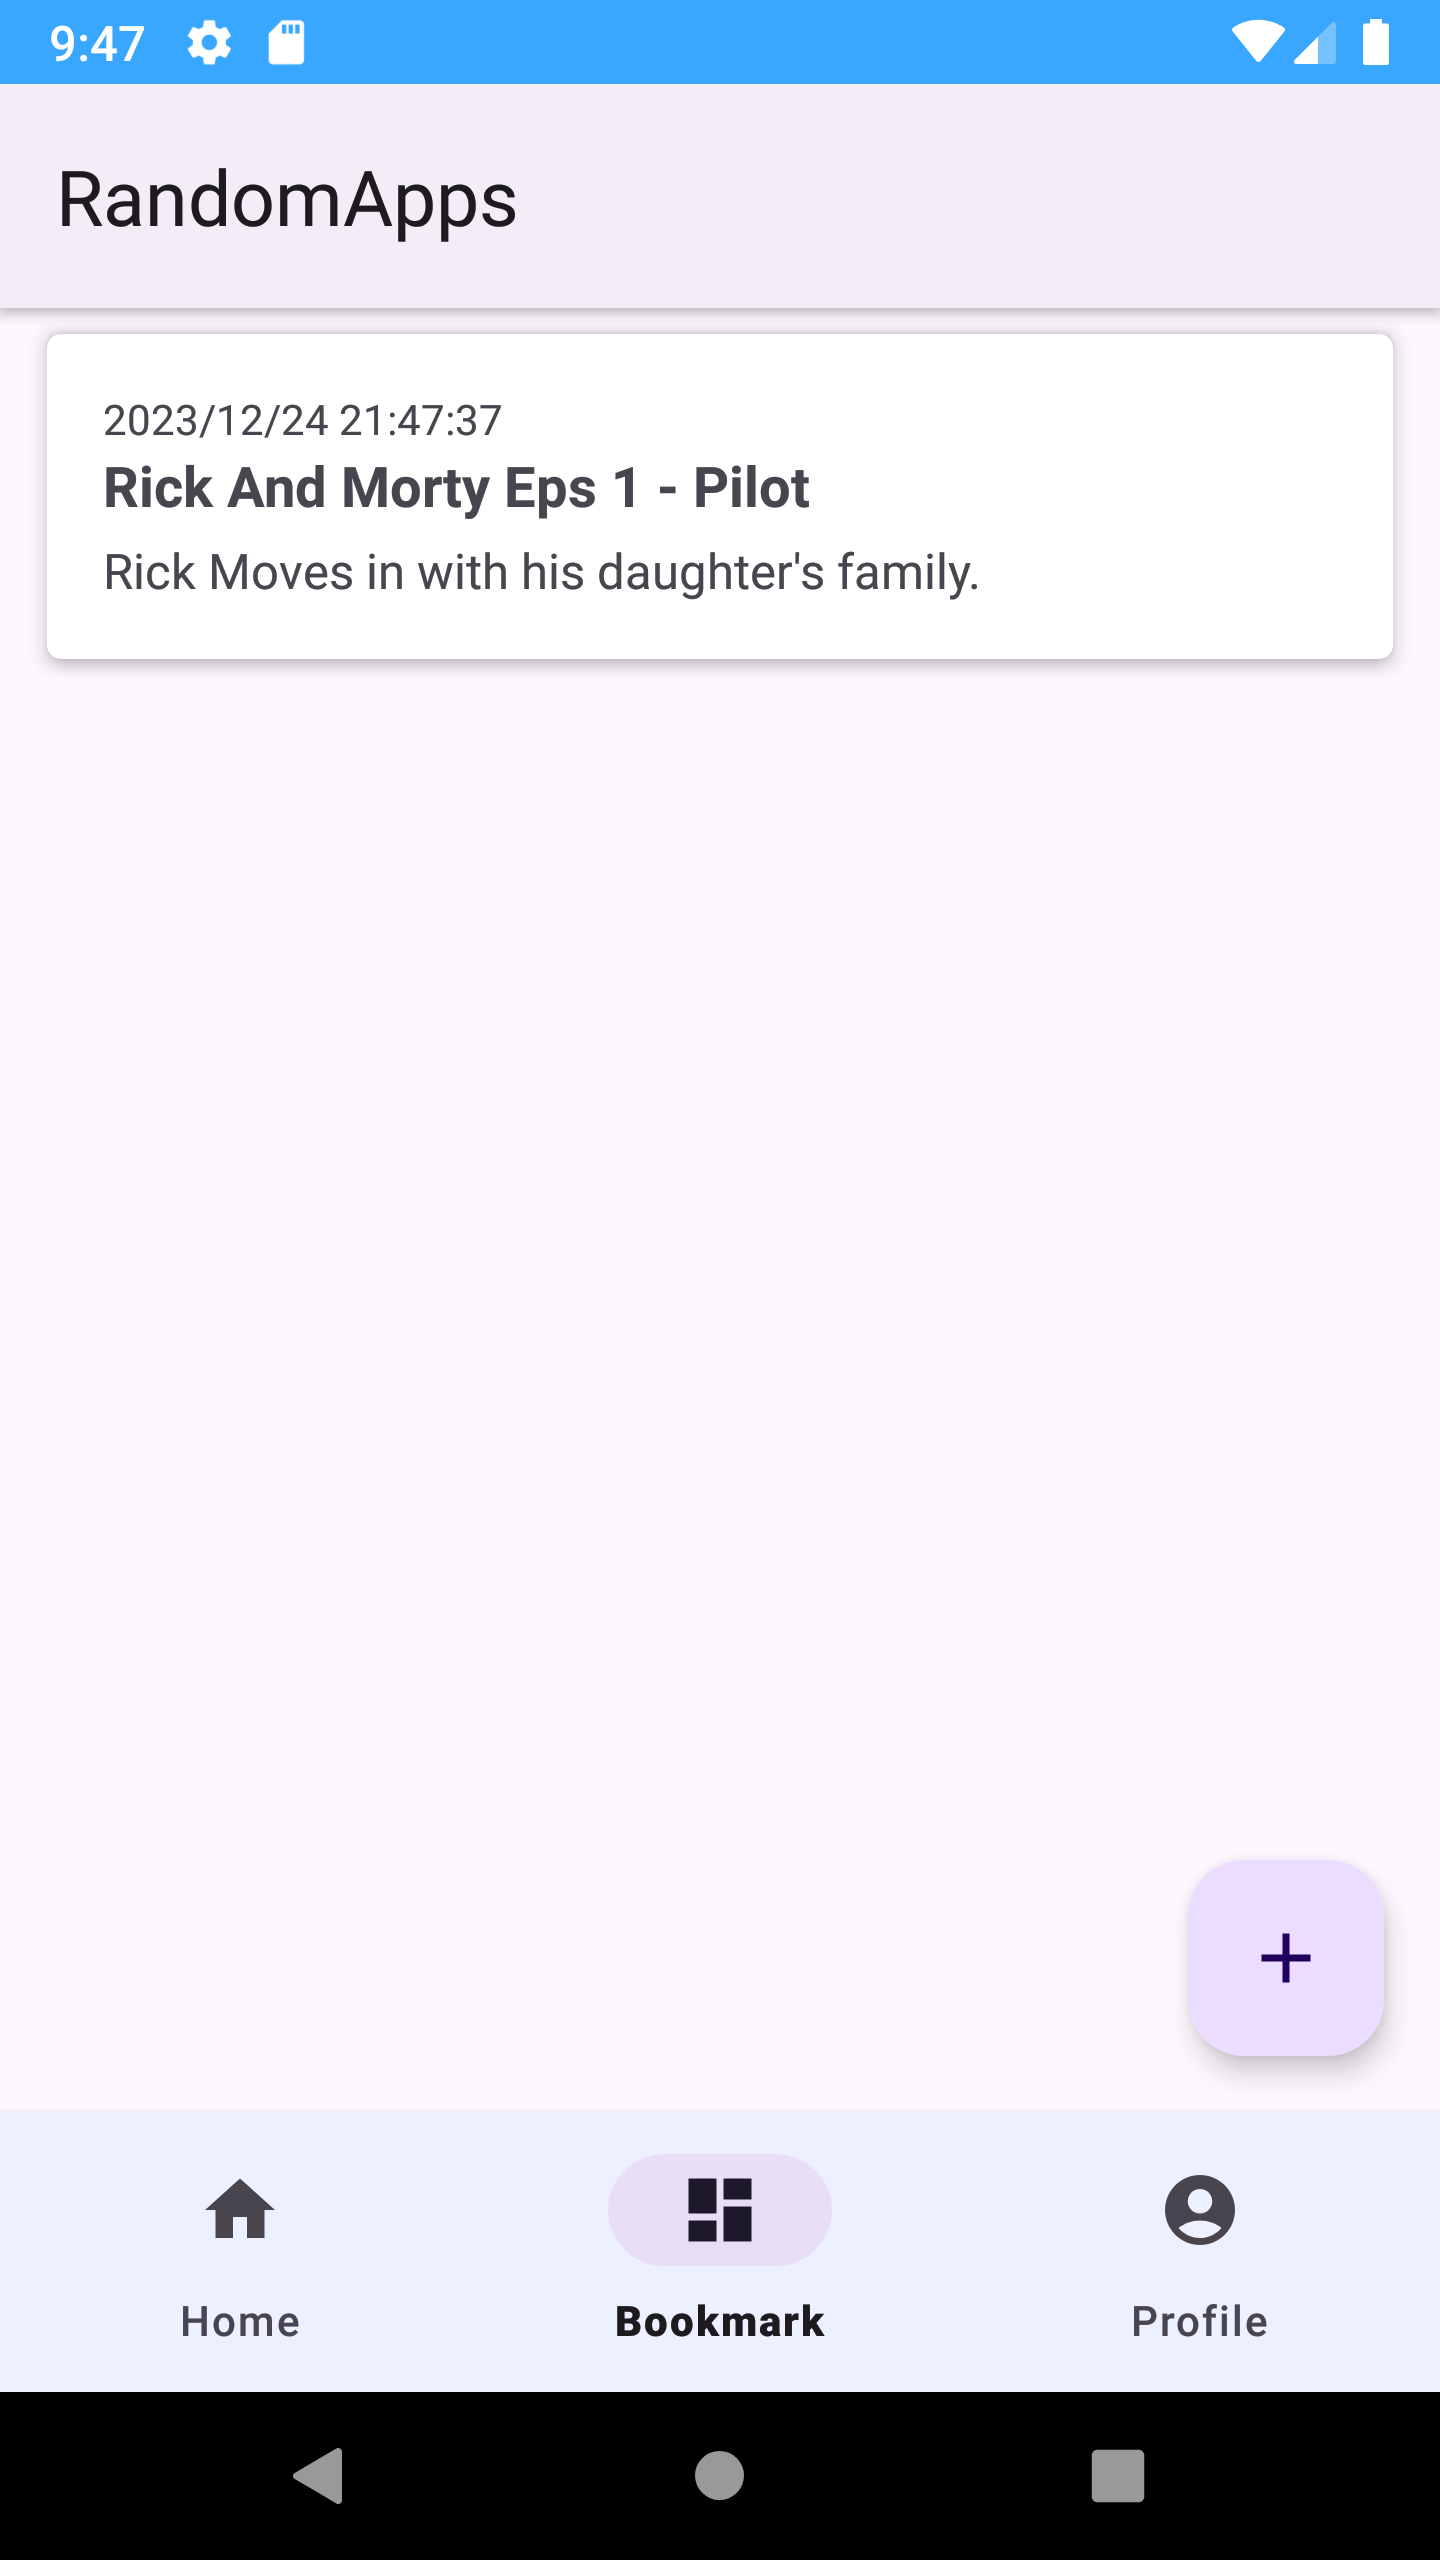 9:47
RandomApps
2023/12/24 21:47:37
Rick And Morty Eps 1 - Pilot
Rick Moves in with his daughter's family.
Home
Bookmark
Profile